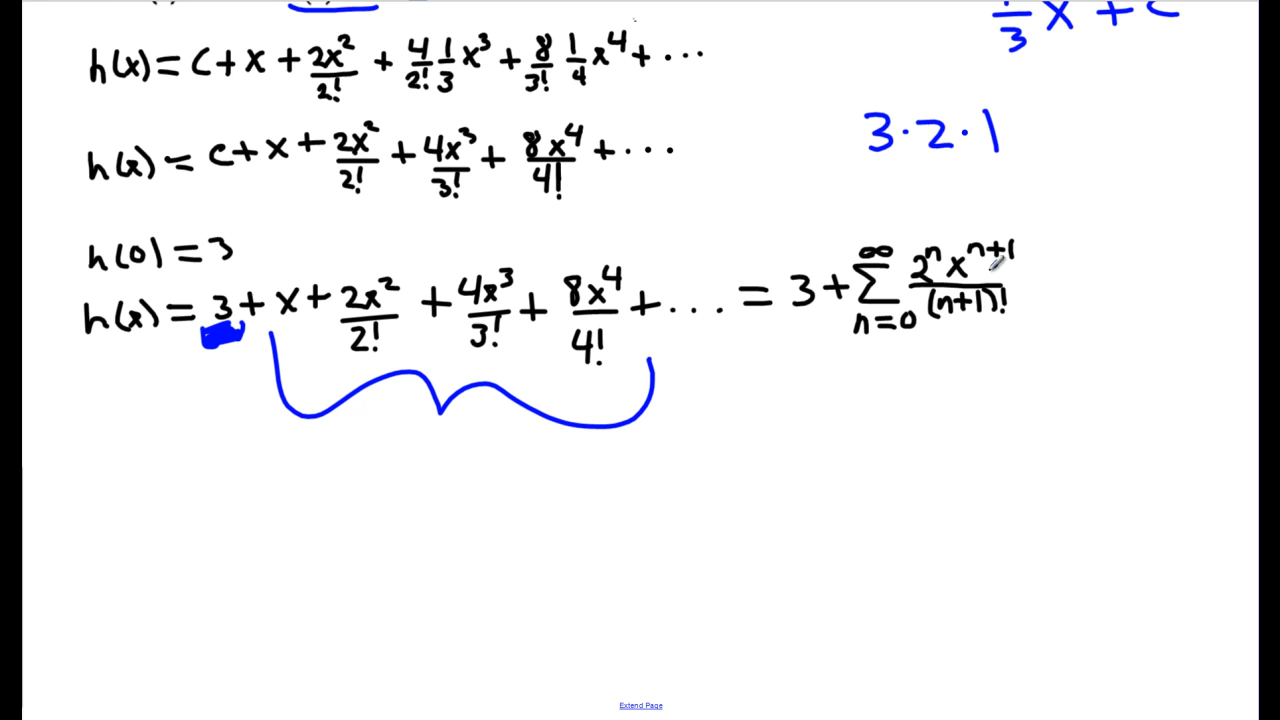 1/3 x + c
h(x) = c + x + 2x²/2! + 4/2! 1/3 x³ + 8/3! 1/4 x⁴ + ...
h(x) = c + x + 2x²/2! + 4x³/3! + 8x⁴/4! + ...
3·2·1
h(0) = 3
h(x) = 3 + x + 2x²/2! + 4x³/3! + 8x⁴/4! + ... = 3 + ∑_{n=0}^{∞} 2ⁿxⁿ⁺¹/(n+1)!
Extend Page